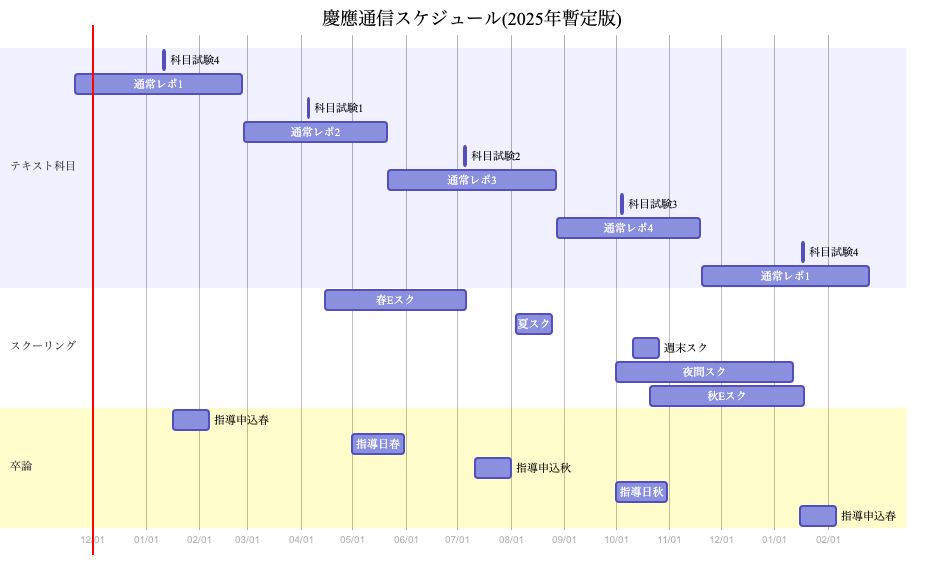 慶應通信スケジュール(2025年暫定版)
科目試験4
通常レポ1
科目試験1
通常レポ2
科目試験2
テキスト科目
通常レポ3
科目試験3
通常レポ4
科目試験4
通常レポ1
春Eスク
夏スク
スクーリング
週末スク
夜間スク
秋Eスク
指導申込春
指導日春
卒論
指導申込秋
指導日秋
指導申込春
12/01 01/01 02/01 03/01 04/01 05/01 06/01 07/01 08/01 09/01 10/01 11/01 12/01 01/01 02/01